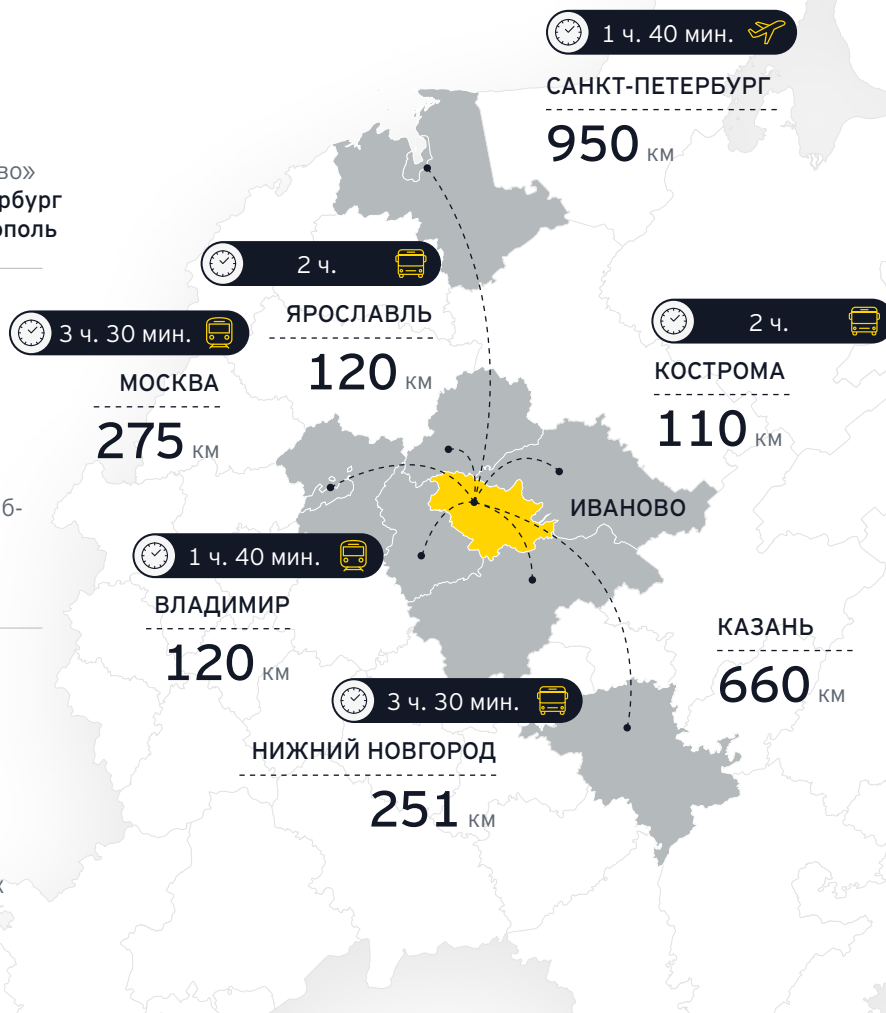 1 ч. 40 мин.
САНКТ-ПЕТЕРБУРГ
950 км
во»
рбург
ополь
2 ч.
ЯРОСЛАВЛЬ
120 км
3 ч. 30 мин.
МОСКВА
275 км
2 ч.
КОСТРОМА
110 км
б-
ИВАНОВО
1 ч. 40 мин.
ВЛАДИМИР
120 км
КАЗАНЬ
660 км
3 ч. 30 мин.
НИЖНИЙ НОВГОРОД
251 км
х